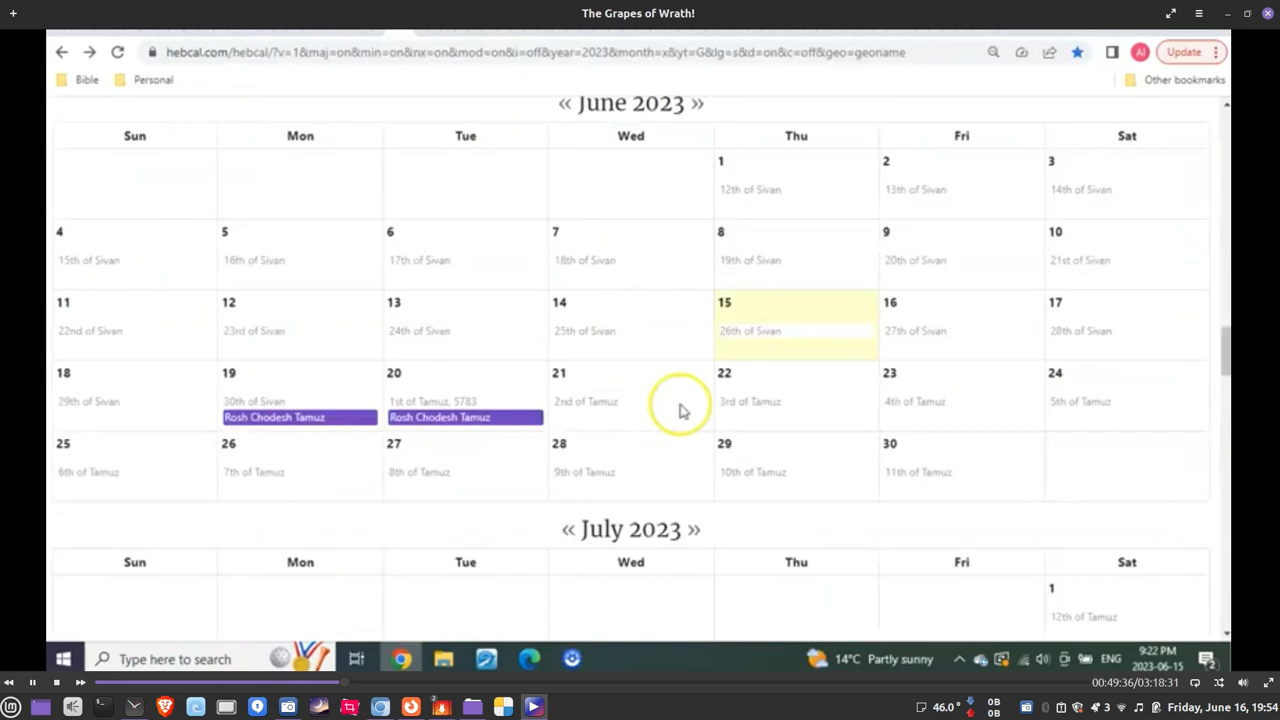 The Grapes of Wrath!
hebcal.com/hebcal/?v=1&maj=on&min=on&nx=on&mod=on&i=off&year=2023&month=x&yt=G&lg=s&d=on&c=off&geo=geoname
AI
Update
Bible
Personal
Other bookmarks
« June 2023 »
Sun Mon Tue Wed Thu Fri Sat
1 2 3
12th of Sivan 13th of Sivan 14th of Sivan
4 5 6 7 8 9 10
15th of Sivan 16th of Sivan 17th of Sivan 18th of Sivan 19th of Sivan 20th of Sivan 21st of Sivan
11 12 13 14 15 16 17
22nd of Sivan 23rd of Sivan 24th of Sivan 25th of Sivan 26th of Sivan 27th of Sivan 28th of Sivan
18 19 20 21 22 23 24
29th of Sivan 30th of Sivan 1st of Tamuz, 5783 2nd of Tamuz 3rd of Tamuz 4th of Tamuz 5th of Tamuz
Rosh Chodesh Tamuz Rosh Chodesh Tamuz
25 26 27 28 29 30
6th of Tamuz 7th of Tamuz 8th of Tamuz 9th of Tamuz 10th of Tamuz 11th of Tamuz
« July 2023 »
Sun Mon Tue Wed Thu Fri Sat
1
12th of Tamuz
Type here to search
14°C Partly sunny
ENG
9:22 PM
2023-06-15
2
00:49:36/03:18:31
2
3
46.0°
0B
0B
Friday, June 16, 19:54